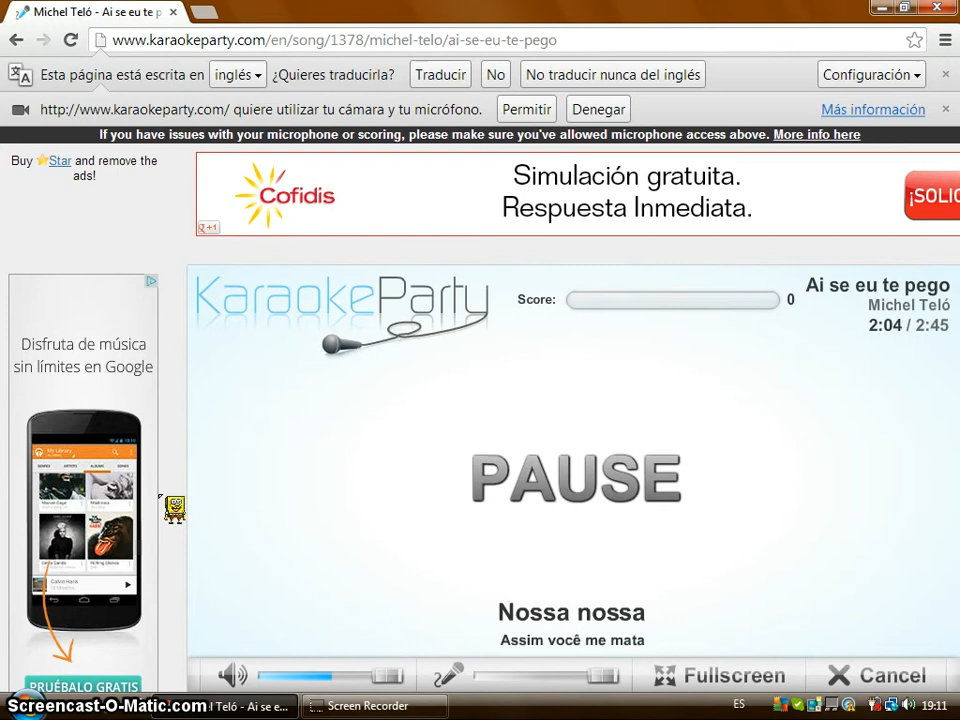 Michel Teló - Ai se eu te p
www.karaokeparty.com/en/song/1378/michel-telo/ai-se-eu-te-pego
Esta página está escrita en inglés ¿Quieres traducirla? Traducir No No traducir nunca del inglés Configuración
http://www.karaokeparty.com/ quiere utilizar tu cámara y tu micrófono. Permitir Denegar Más información
If you have issues with your microphone or scoring, please make sure you've allowed microphone access above. More info here
Buy Star and remove the
ads!
Cofidis
Simulación gratuita.
Respuesta Inmediata.
¡SOLIC
+1
KaraokeParty
Score: 0
Ai se eu te pego
Michel Teló
2:04 / 2:45
Disfruta de música
sin límites en Google
My Library
PAUSE
Nossa nossa
Assim você me mata
PRUÉBALO GRATIS
Fullscreen
Cancel
Screencast-O-Matic.com
el Teló - Ai se e...
Screen Recorder
ES
19:11